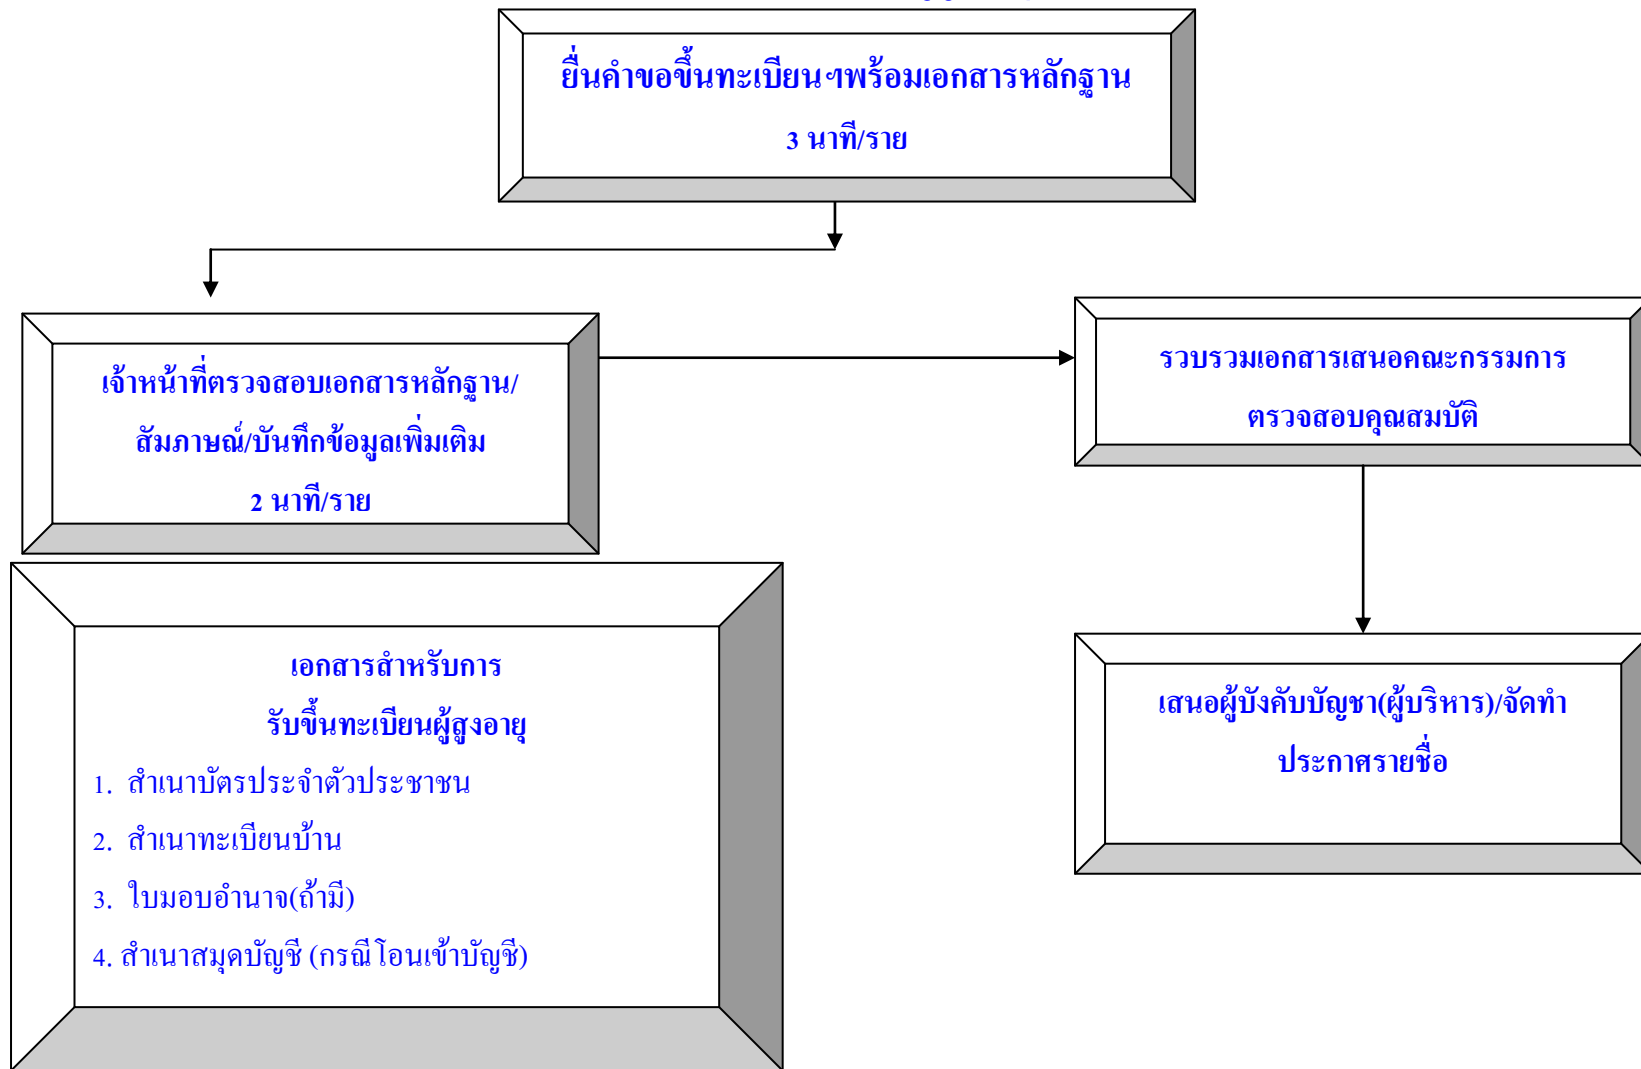 ยื่นคำขอขึ้นทะเบียนฯพร้อมเอกสารหลักฐาน
3 นาที/ราย
เจ้าหน้าที่ตรวจสอบเอกสารหลักฐาน/
สัมภาษณ์/บันทึกข้อมูลเพิ่มเติม
2 นาที/ราย
รวบรวมเอกสารเสนอคณะกรรมการ
ตรวจสอบคุณสมบัติ
เอกสารสำหรับการ
รับขึ้นทะเบียนผู้สูงอายุ
1. สำเนาบัตรประจำตัวประชาชน
2. สำเนาทะเบียนบ้าน
3. ใบมอบอำนาจ(ถ้ามี)
4. สำเนาสมุดบัญชี (กรณีโอนเข้าบัญชี)
เสนอผู้บังคับบัญชา(ผู้บริหาร)/จัดทำ
ประกาศรายชื่อ